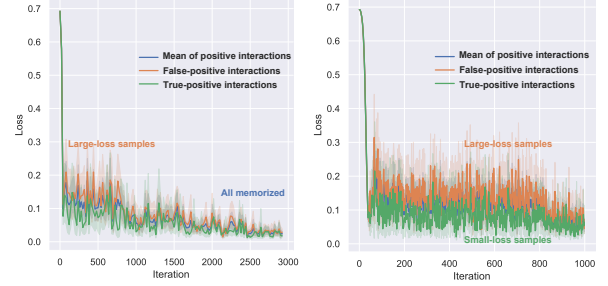 0.7
0.6
0.5
0.4
0.3
0.2
0.1
0.0
Loss
Mean of positive interactions
False-positive interactions
True-positive interactions
Large-loss samples
All memorized
0 500 1000 1500 2000 2500 3000
Iteration
0.7
0.6
0.5
0.4
0.3
0.2
0.1
0.0
Loss
Mean of positive interactions
False-positive interactions
True-positive interactions
Large-loss samples
Small-loss samples
0 200 400 600 800 1000
Iteration